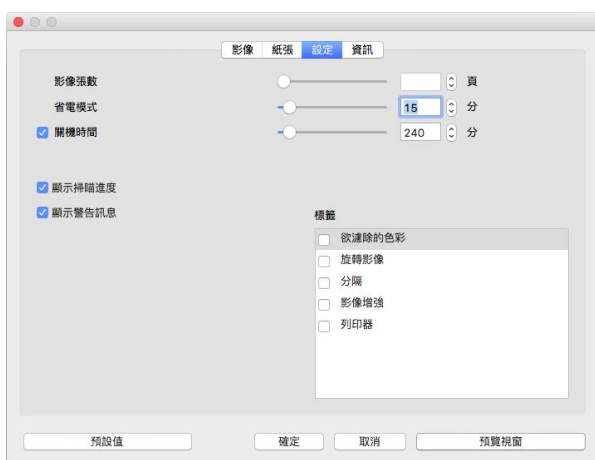 影像 紙張 設定 資訊
影像張數 頁
省電模式 15 分
關機時間 240 分
顯示掃瞄進度
顯示警告訊息
標籤
欲濾除的色彩
旋轉影像
分隔
影像增強
列印器
預設值 確定 取消 預覽視窗